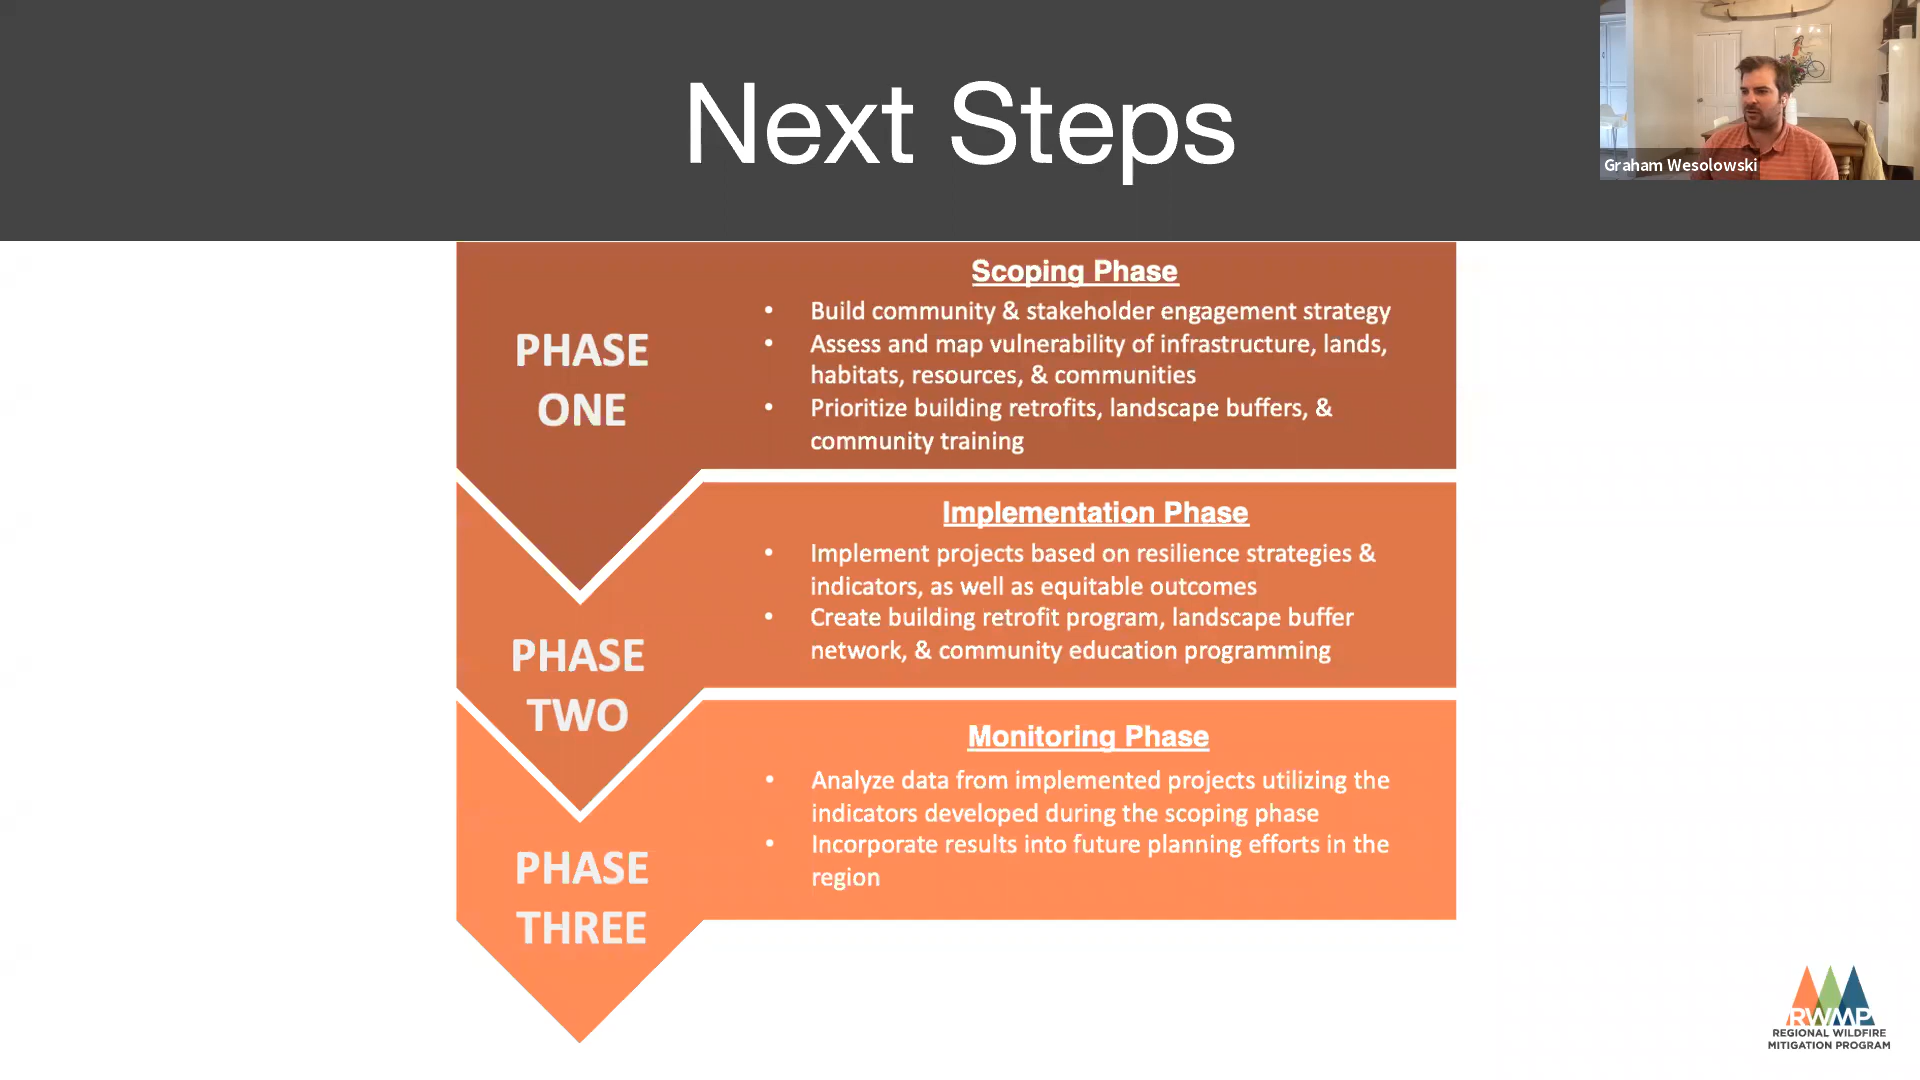 Next Steps
Graham Wesolowski
PHASE
ONE
Scoping Phase
• Build community & stakeholder engagement strategy
• Assess and map vulnerability of infrastructure, lands,
habitats, resources, & communities
• Prioritize building retrofits, landscape buffers, &
community training
PHASE
TWO
Implementation Phase
• Implement projects based on resilience strategies &
indicators, as well as equitable outcomes
• Create building retrofit program, landscape buffer
network, & community education programming
PHASE
THREE
Monitoring Phase
• Analyze data from implemented projects utilizing the
indicators developed during the scoping phase
• Incorporate results into future planning efforts in the
region
RWMP
REGIONAL WILDFIRE
MITIGATION PROGRAM